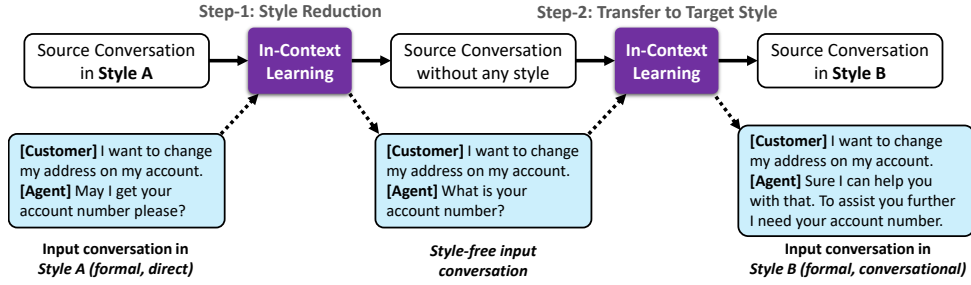 Step-1: Style Reduction
Step-2: Transfer to Target Style
Source Conversation
in Style A
In-Context
Learning
Source Conversation
without any style
In-Context
Learning
Source Conversation
in Style B
[Customer] I want to change
my address on my account.
[Agent] May I get your
account number please?
[Customer] I want to change
my address on my account.
[Agent] What is your
account number?
[Customer] I want to change
my address on my account.
[Agent] Sure I can help you
with that. To assist you further
I need your account number.
Input conversation in
Style A (formal, direct)
Style-free input
conversation
Input conversation in
Style B (formal, conversational)